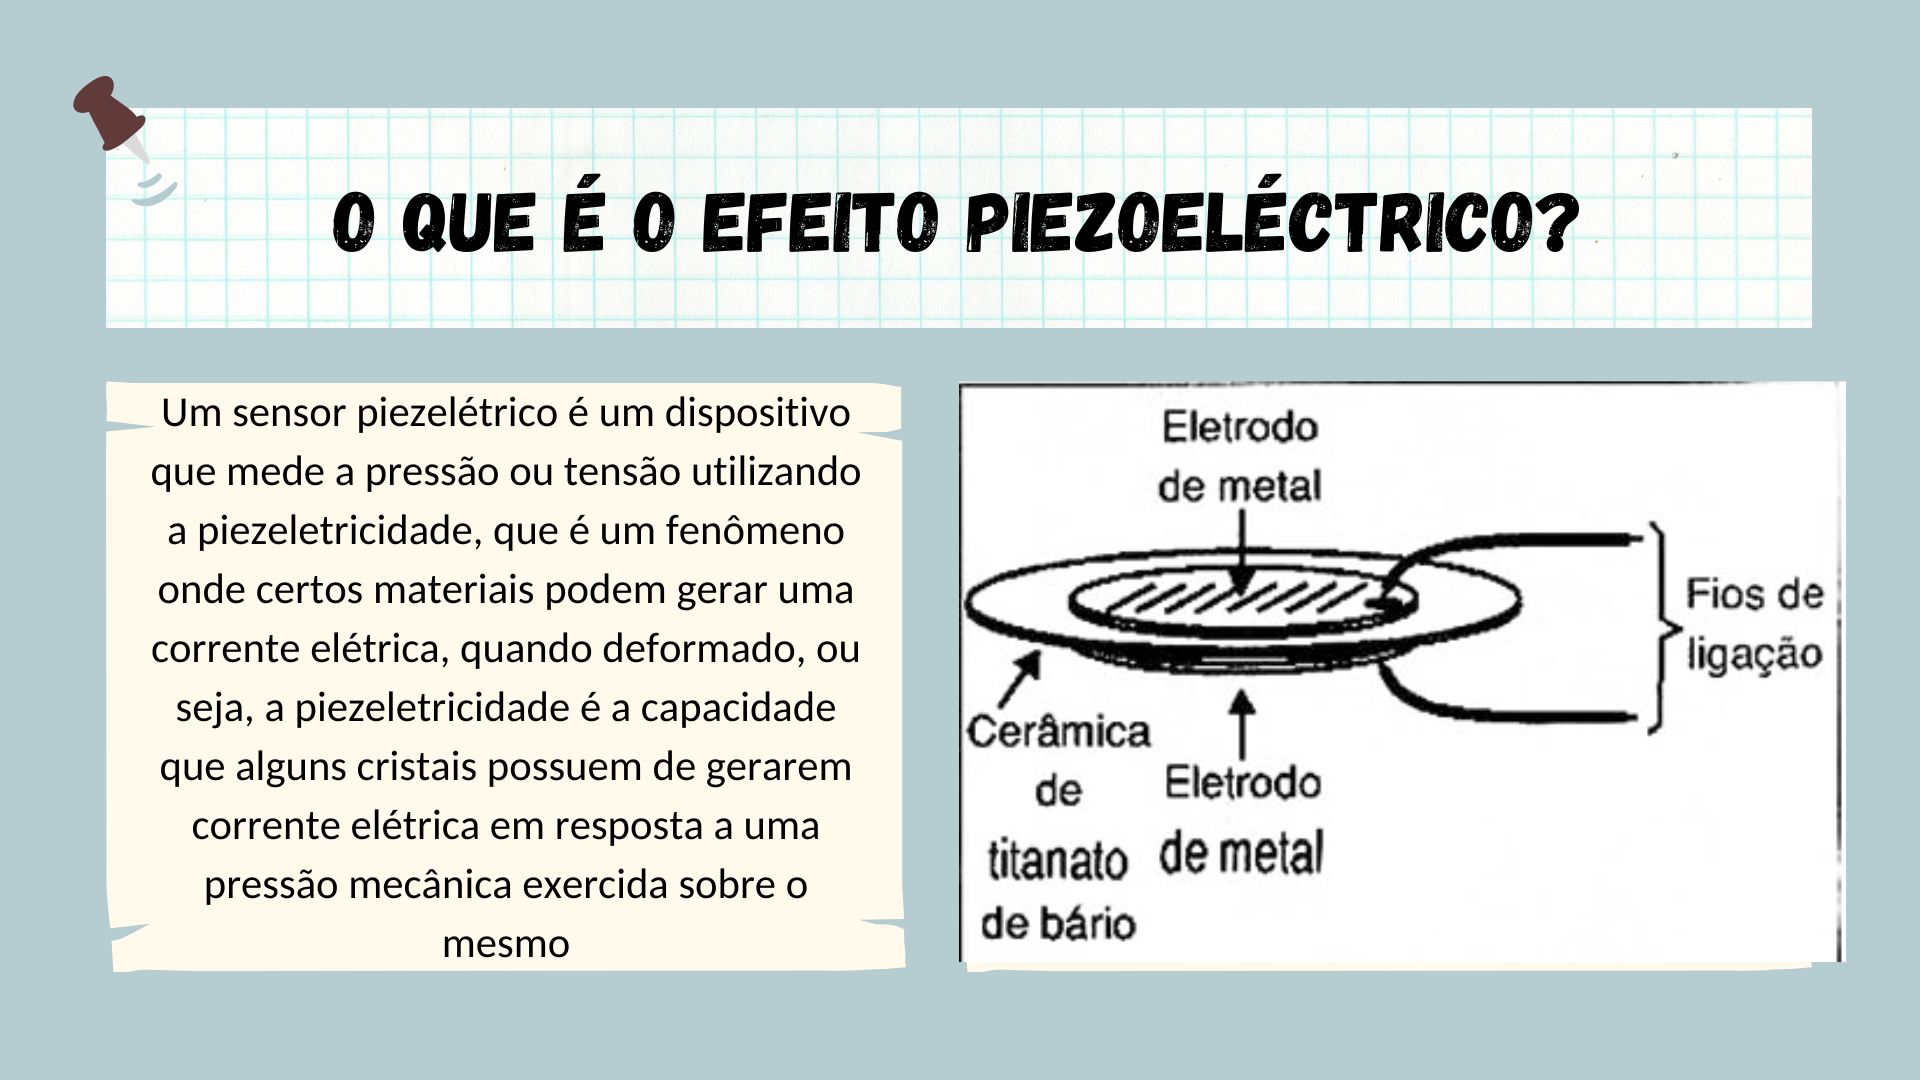 O QUE É O EFEITO PIEZOELÉCTRICO?
Um sensor piezelétrico é um dispositivo
que mede a pressão ou tensão utilizando
a piezeletricidade, que é um fenômeno
onde certos materiais podem gerar uma
corrente elétrica, quando deformado, ou
seja, a piezeletricidade é a capacidade
que alguns cristais possuem de gerarem
corrente elétrica em resposta a uma
pressão mecânica exercida sobre o
mesmo
Eletrodo
de metal
Fios de
ligação
Cerâmica
de
titanato
de bário
Eletrodo
de metal